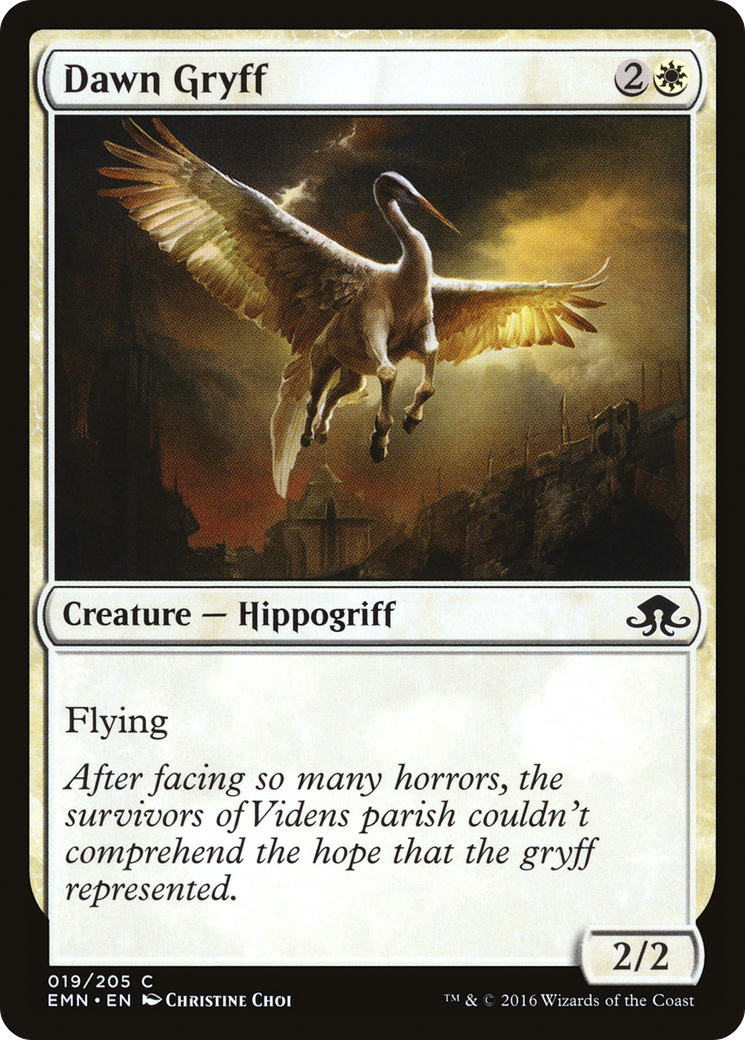 Dawn Gryff 2
Creature — Hippogriff
Flying
After facing so many horrors, the
survivors of Videns parish couldn't
comprehend the hope that the gryff
represented.
2/2
019/205 C
EMN • EN Christine Choi
™ & © 2016 Wizards of the Coast